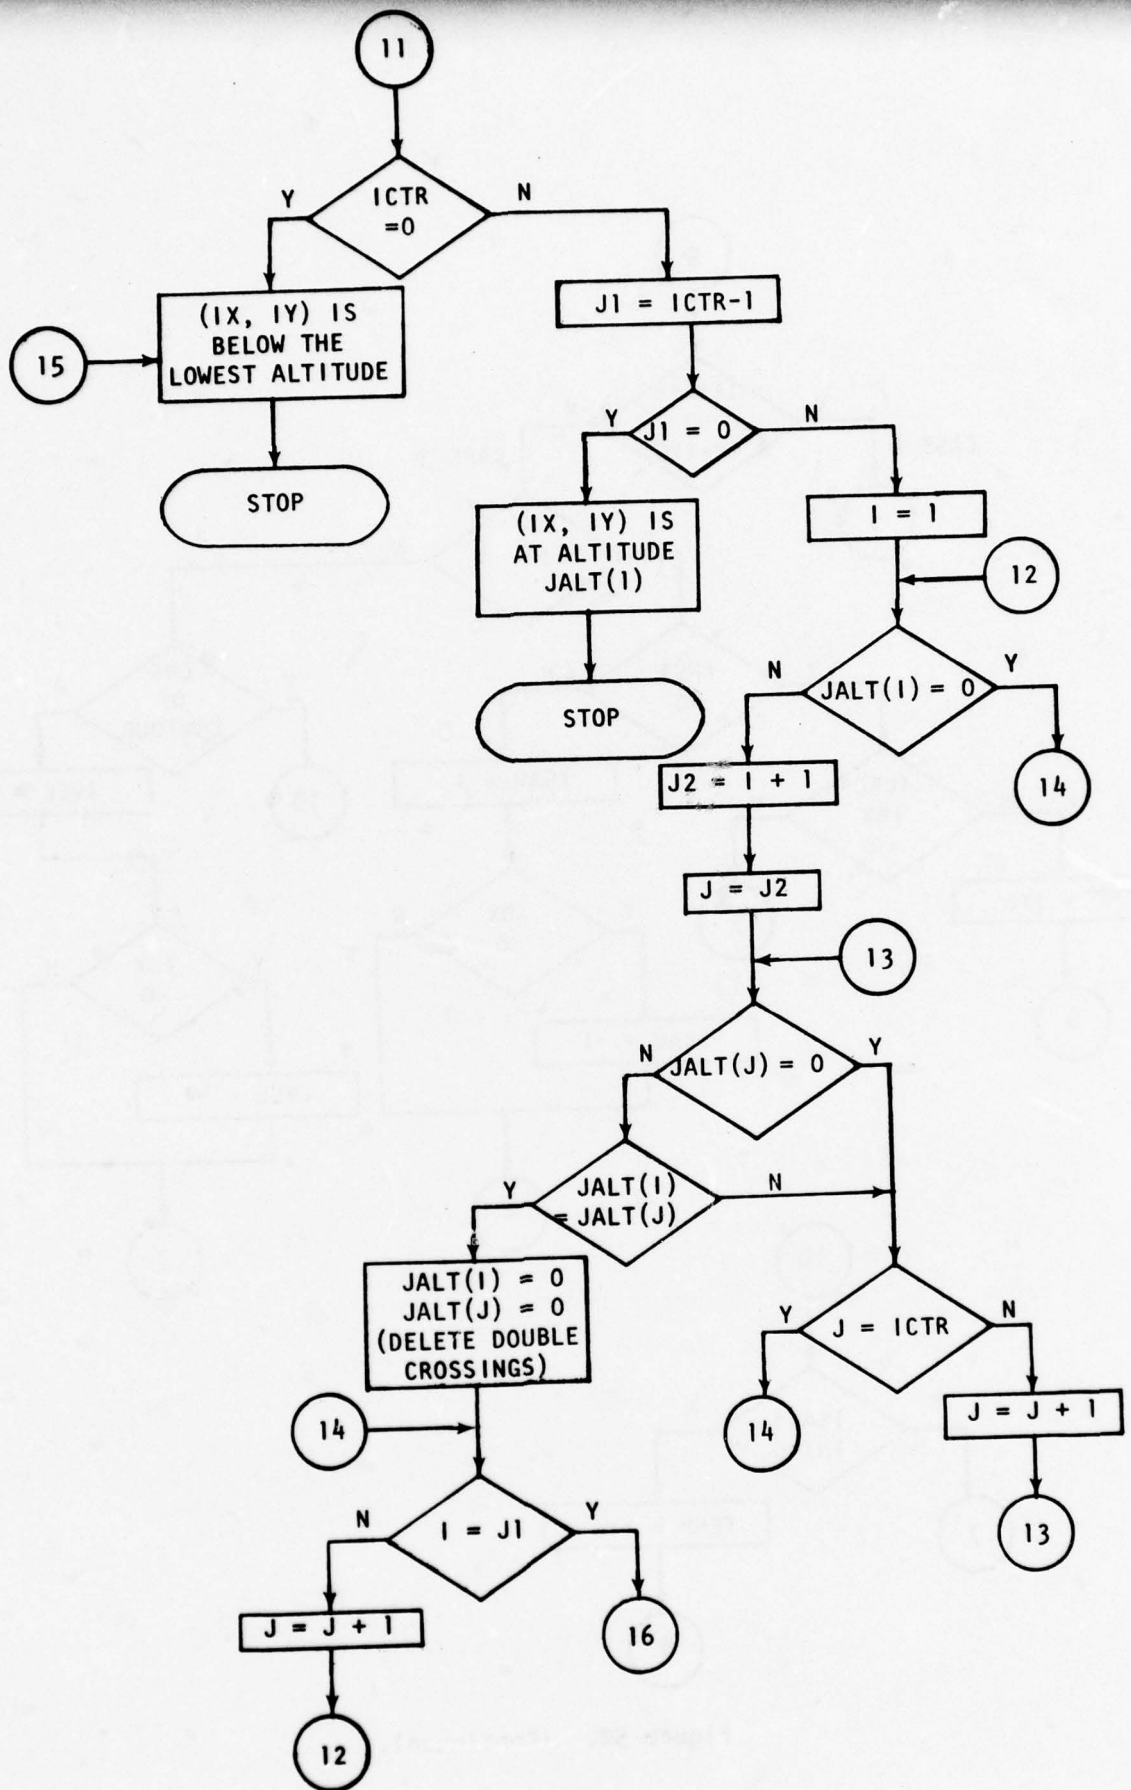 11
ICTR
=0
Y
N
(IX, IY) IS
BELOW THE
LOWEST ALTITUDE
15
STOP
J1 = ICTR-1
J1 = 0
Y
N
(IX, IY) IS
AT ALTITUDE
JALT(1)
STOP
I = 1
12
JALT(I) = 0
N
Y
14
J2 = I + 1
J = J2
13
JALT(J) = 0
N
Y
JALT(I)
= JALT(J)
Y
N
JALT(I) = 0
JALT(J) = 0
(DELETE DOUBLE
CROSSINGS)
J = ICTR
Y
N
14
J = J + 1
13
14
I = J1
N
Y
J = J + 1
16
12